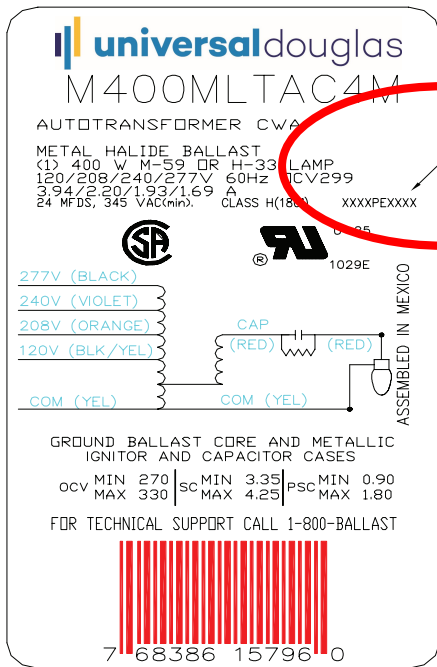 universaldouglas
M400MLTAC4M
AUTOTRANSFORMER CWA
METAL HALIDE BALLAST
(1) 400 W M-59 OR H-33 LAMP
120/208/240/277V 60Hz OCV299
3.94/2.20/1.93/1.69 A
24 MFDS, 345 VAC(min). CLASS H(180) XXXXPEXXXX
SA
® RU
1029E
277V (BLACK)
240V (VIOLET)
208V (ORANGE)
120V (BLK/YEL)
CAP
(RED) (RED)
COM (YEL) COM (YEL)
ASSEMBLED IN MEXICO
GROUND BALLAST CORE AND METALLIC
IGNITOR AND CAPACITOR CASES
OCV MIN 270 SC MIN 3.35 PSC MIN 0.90
MAX 330 MAX 4.25 MAX 1.80
FOR TECHNICAL SUPPORT CALL 1-800-BALLAST
7 68386 15796 0